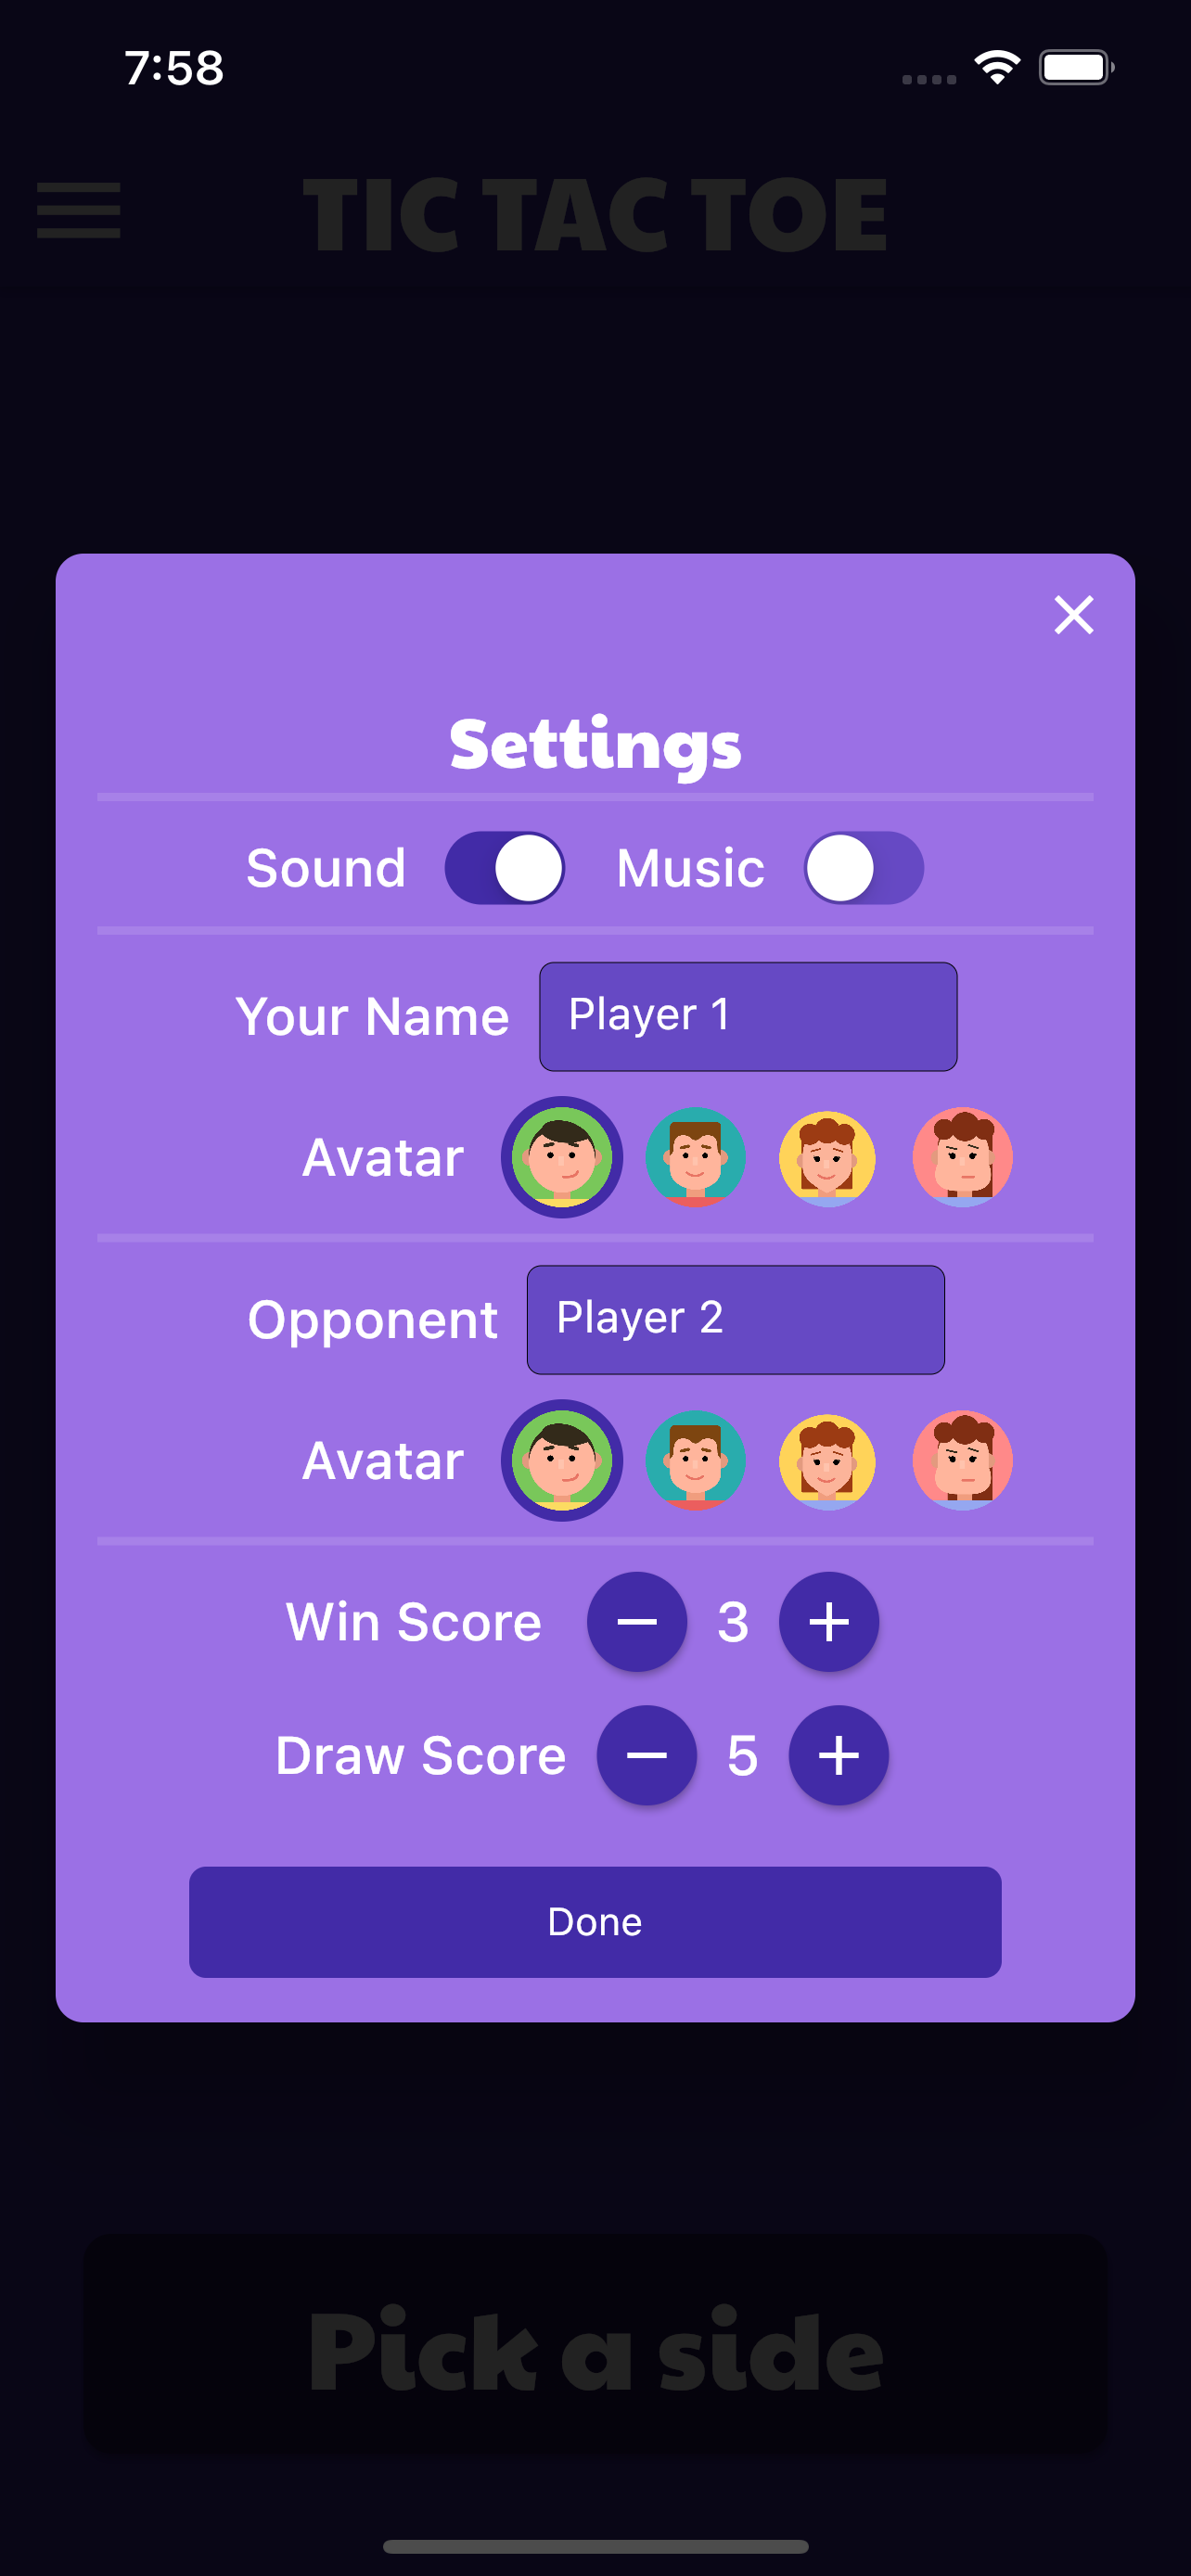 7:58
TIC TAC TOE
Settings
Sound Music
Your Name Player 1
Avatar
Opponent Player 2
Avatar
Win Score 3
Draw Score 5
Done
Pick a side